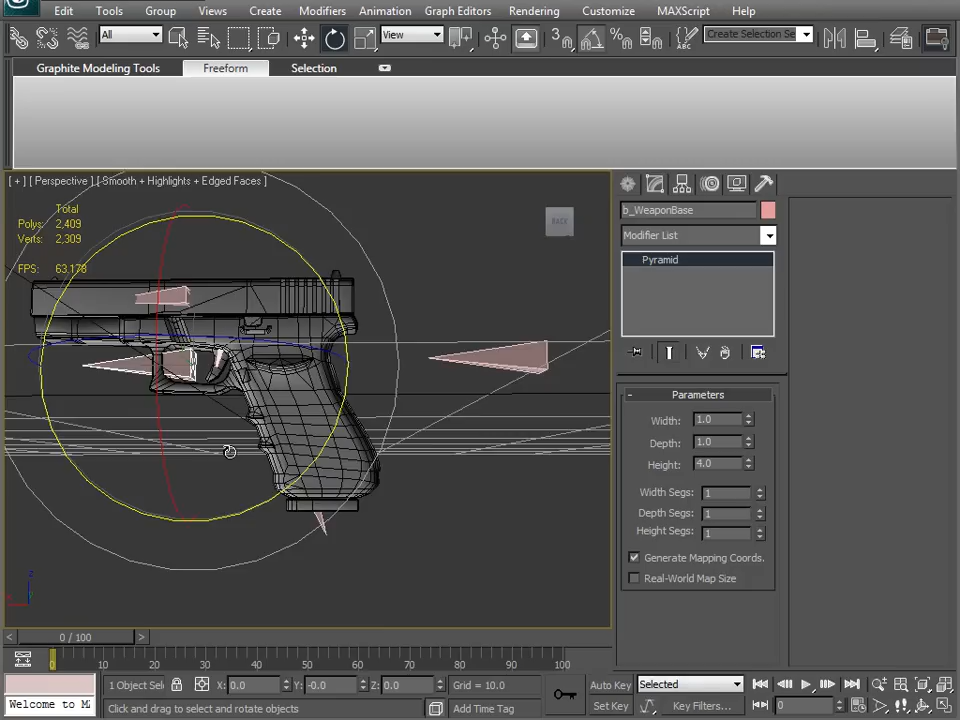 Edit Tools Group Views Create Modifiers Animation Graph Editors Rendering Customize MAXScript Help
All View 3 Create Selection Se
Graphite Modeling Tools Freeform Selection
[ + ] [ Perspective ] [ Smooth + Highlights + Edged Faces ]
Total
Polys: 2,409
Verts: 2,309
FPS: 63.178
BACK
b_WeaponBase
Modifier List
Pyramid
- Parameters
Width: 1.0
Depth: 1.0
Height: 4.0
Width Segs: 1
Depth Segs: 1
Height Segs: 1
Generate Mapping Coords.
Real-World Map Size
z
x
< 0 / 100 >
0 10 20 30 40 50 60 70 80 90 100
1 Object Sel X: 0.0 Y: -0.0 Z: 0.0 Grid = 10.0 Auto Key Selected
Welcome to M Click and drag to select and rotate objects Add Time Tag Set Key Key Filters... 0